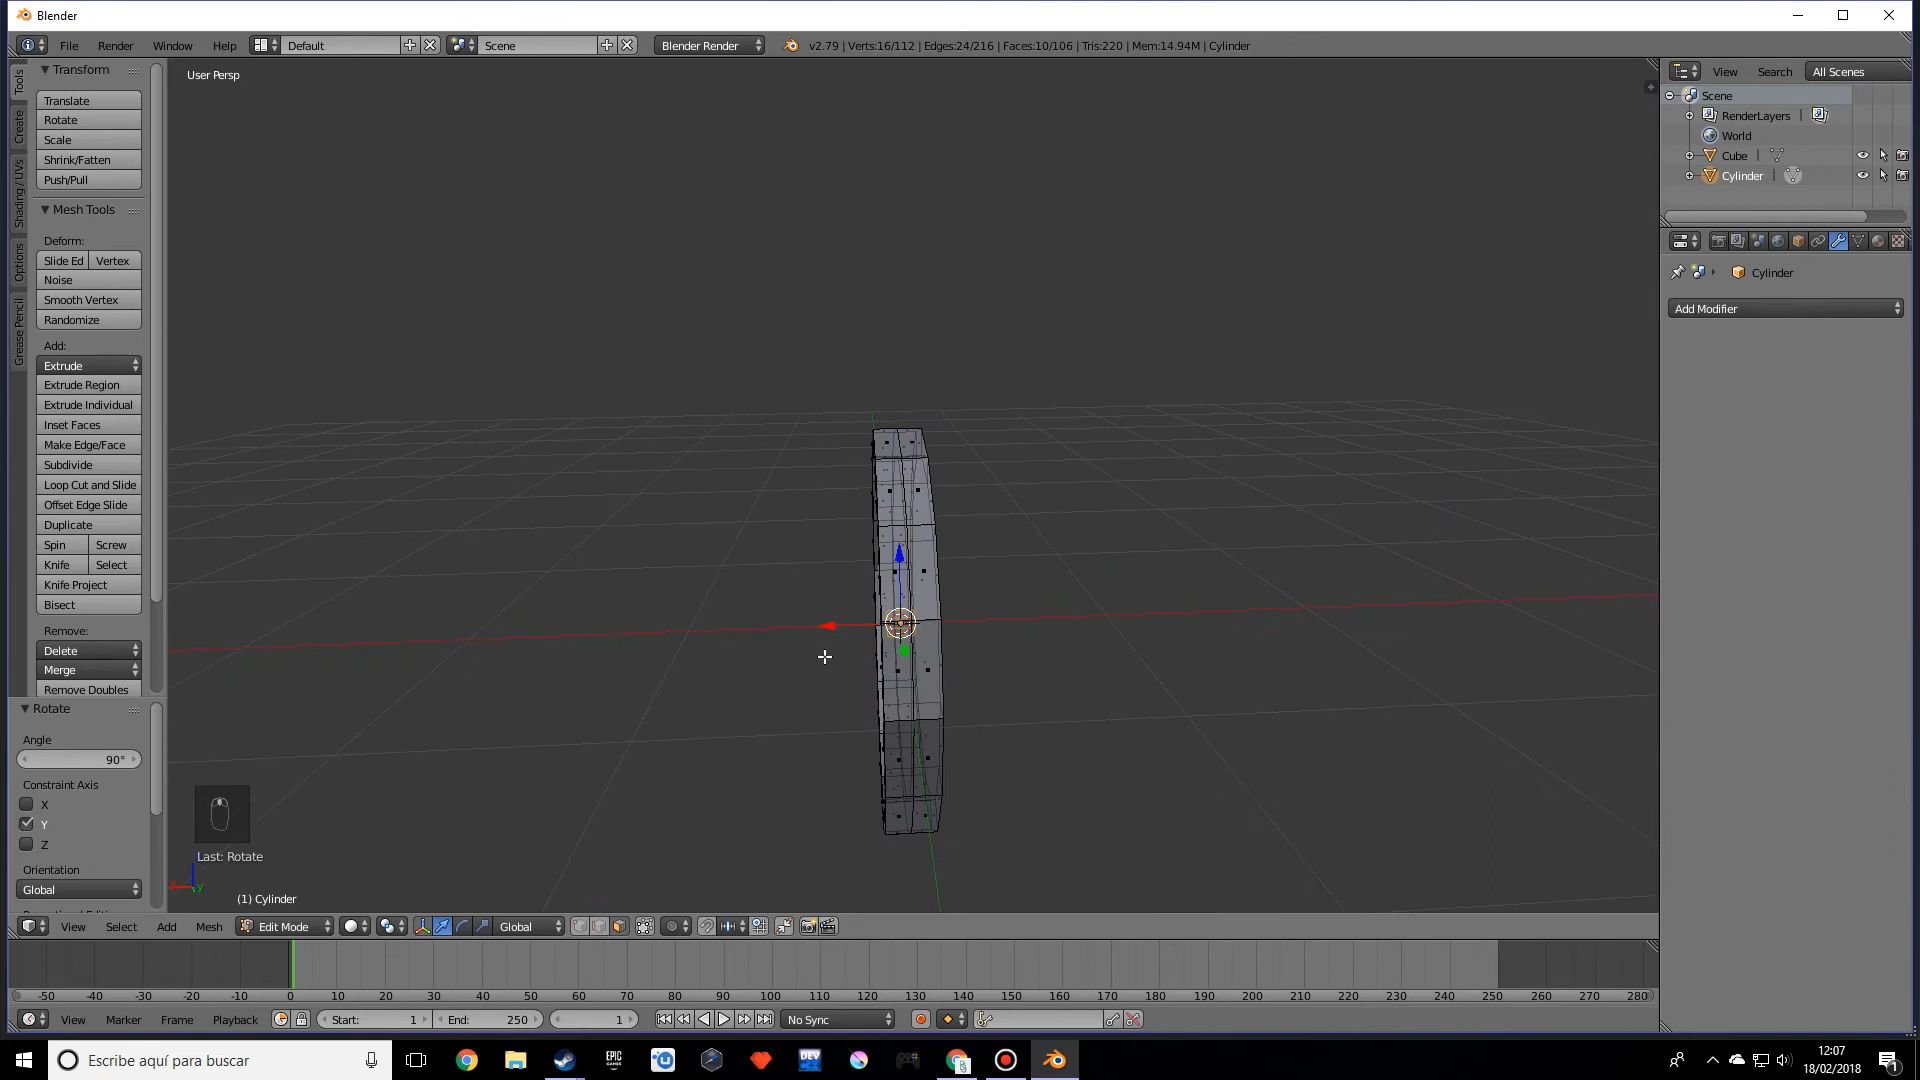 Blender
File Render Window Help Default Scene Blender Render v2.79 | Verts:16/112 | Edges:24/216 | Faces:10/106 | Tris:220 | Mem:14.94M | Cylinder
User Persp
Tools
Create
Shading / UVs
Options
Grease Pencil
Transform
Translate
Rotate
Scale
Shrink/Fatten
Push/Pull
Mesh Tools
Deform:
Slide Ed Vertex
Noise
Smooth Vertex
Randomize
Add:
Extrude
Extrude Region
Extrude Individual
Inset Faces
Make Edge/Face
Subdivide
Loop Cut and Slide
Offset Edge Slide
Duplicate
Spin Screw
Knife Select
Knife Project
Bisect
Remove:
Delete
Merge
Remove Doubles
Rotate
Angle
90°
Constraint Axis
X
Y
Z
Orientation
Global
Last: Rotate
(1) Cylinder
View Search All Scenes
Scene
RenderLayers
World
Cube
Cylinder
Cylinder
Add Modifier
View Select Add Mesh Edit Mode Global
-50 -40 -30 -20 -10 0 10 20 30 40 50 60 70 80 90 100 110 120 130 140 150 160 170 180 190 200 210 220 230 240 250 260 270 280
View Marker Frame Playback Start: 1 End: 250 1 No Sync
Escribe aquí para buscar
EPIC GAMES
DEV
12:07
18/02/2018
1